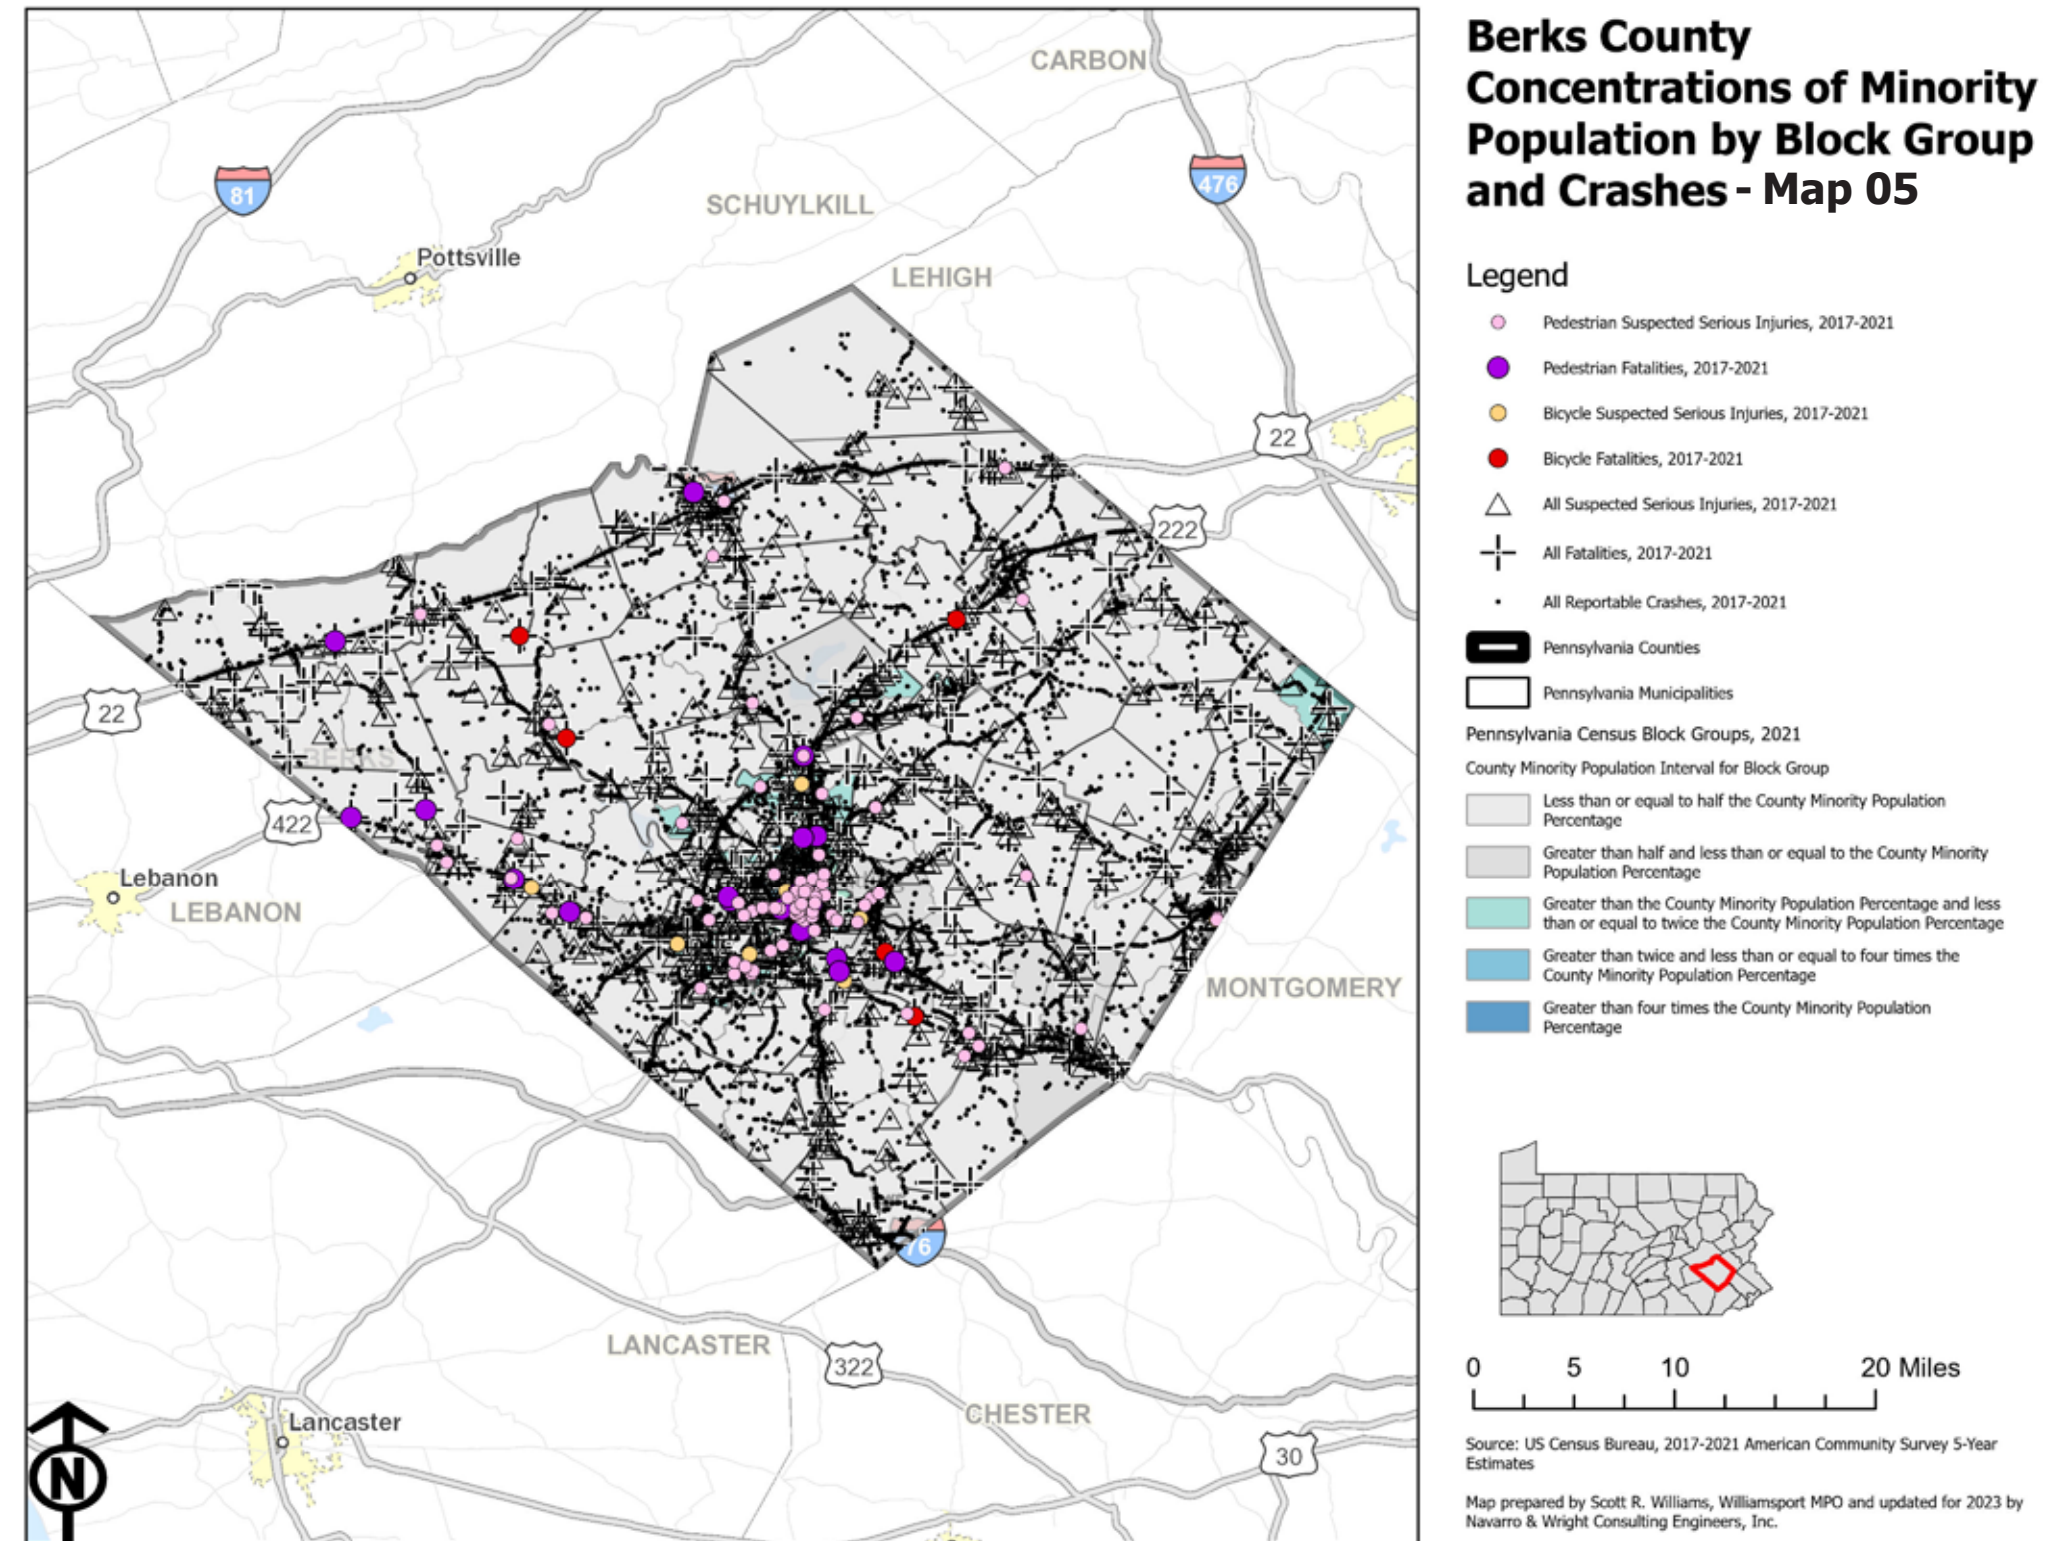 Berks County
Concentrations of Minority
Population by Block Group
and Crashes - Map 05
Legend
Pedestrian Suspected Serious Injuries, 2017-2021
Pedestrian Fatalities, 2017-2021
Bicycle Suspected Serious Injuries, 2017-2021
Bicycle Fatalities, 2017-2021
All Suspected Serious Injuries, 2017-2021
All Fatalities, 2017-2021
All Reportable Crashes, 2017-2021
Pennsylvania Counties
Pennsylvania Municipalities
Pennsylvania Census Block Groups, 2021
County Minority Population Interval for Block Group
Less than or equal to half the County Minority Population
Percentage
Greater than half and less than or equal to the County Minority
Population Percentage
Greater than the County Minority Population Percentage and less
than or equal to twice the County Minority Population Percentage
Greater than twice and less than or equal to four times the
County Minority Population Percentage
Greater than four times the County Minority Population
Percentage
0 5 10 20 Miles
Source: US Census Bureau, 2017-2021 American Community Survey 5-Year
Estimates
Map prepared by Scott R. Williams, Williamsport MPO and updated for 2023 by
Navarro & Wright Consulting Engineers, Inc.
CARBON
81
476
SCHUYLKILL
Pottsville
LEHIGH
22
222
22
BERKS
422
Lebanon
LEBANON
MONTGOMERY
76
LANCASTER
322
CHESTER
Lancaster
30
N